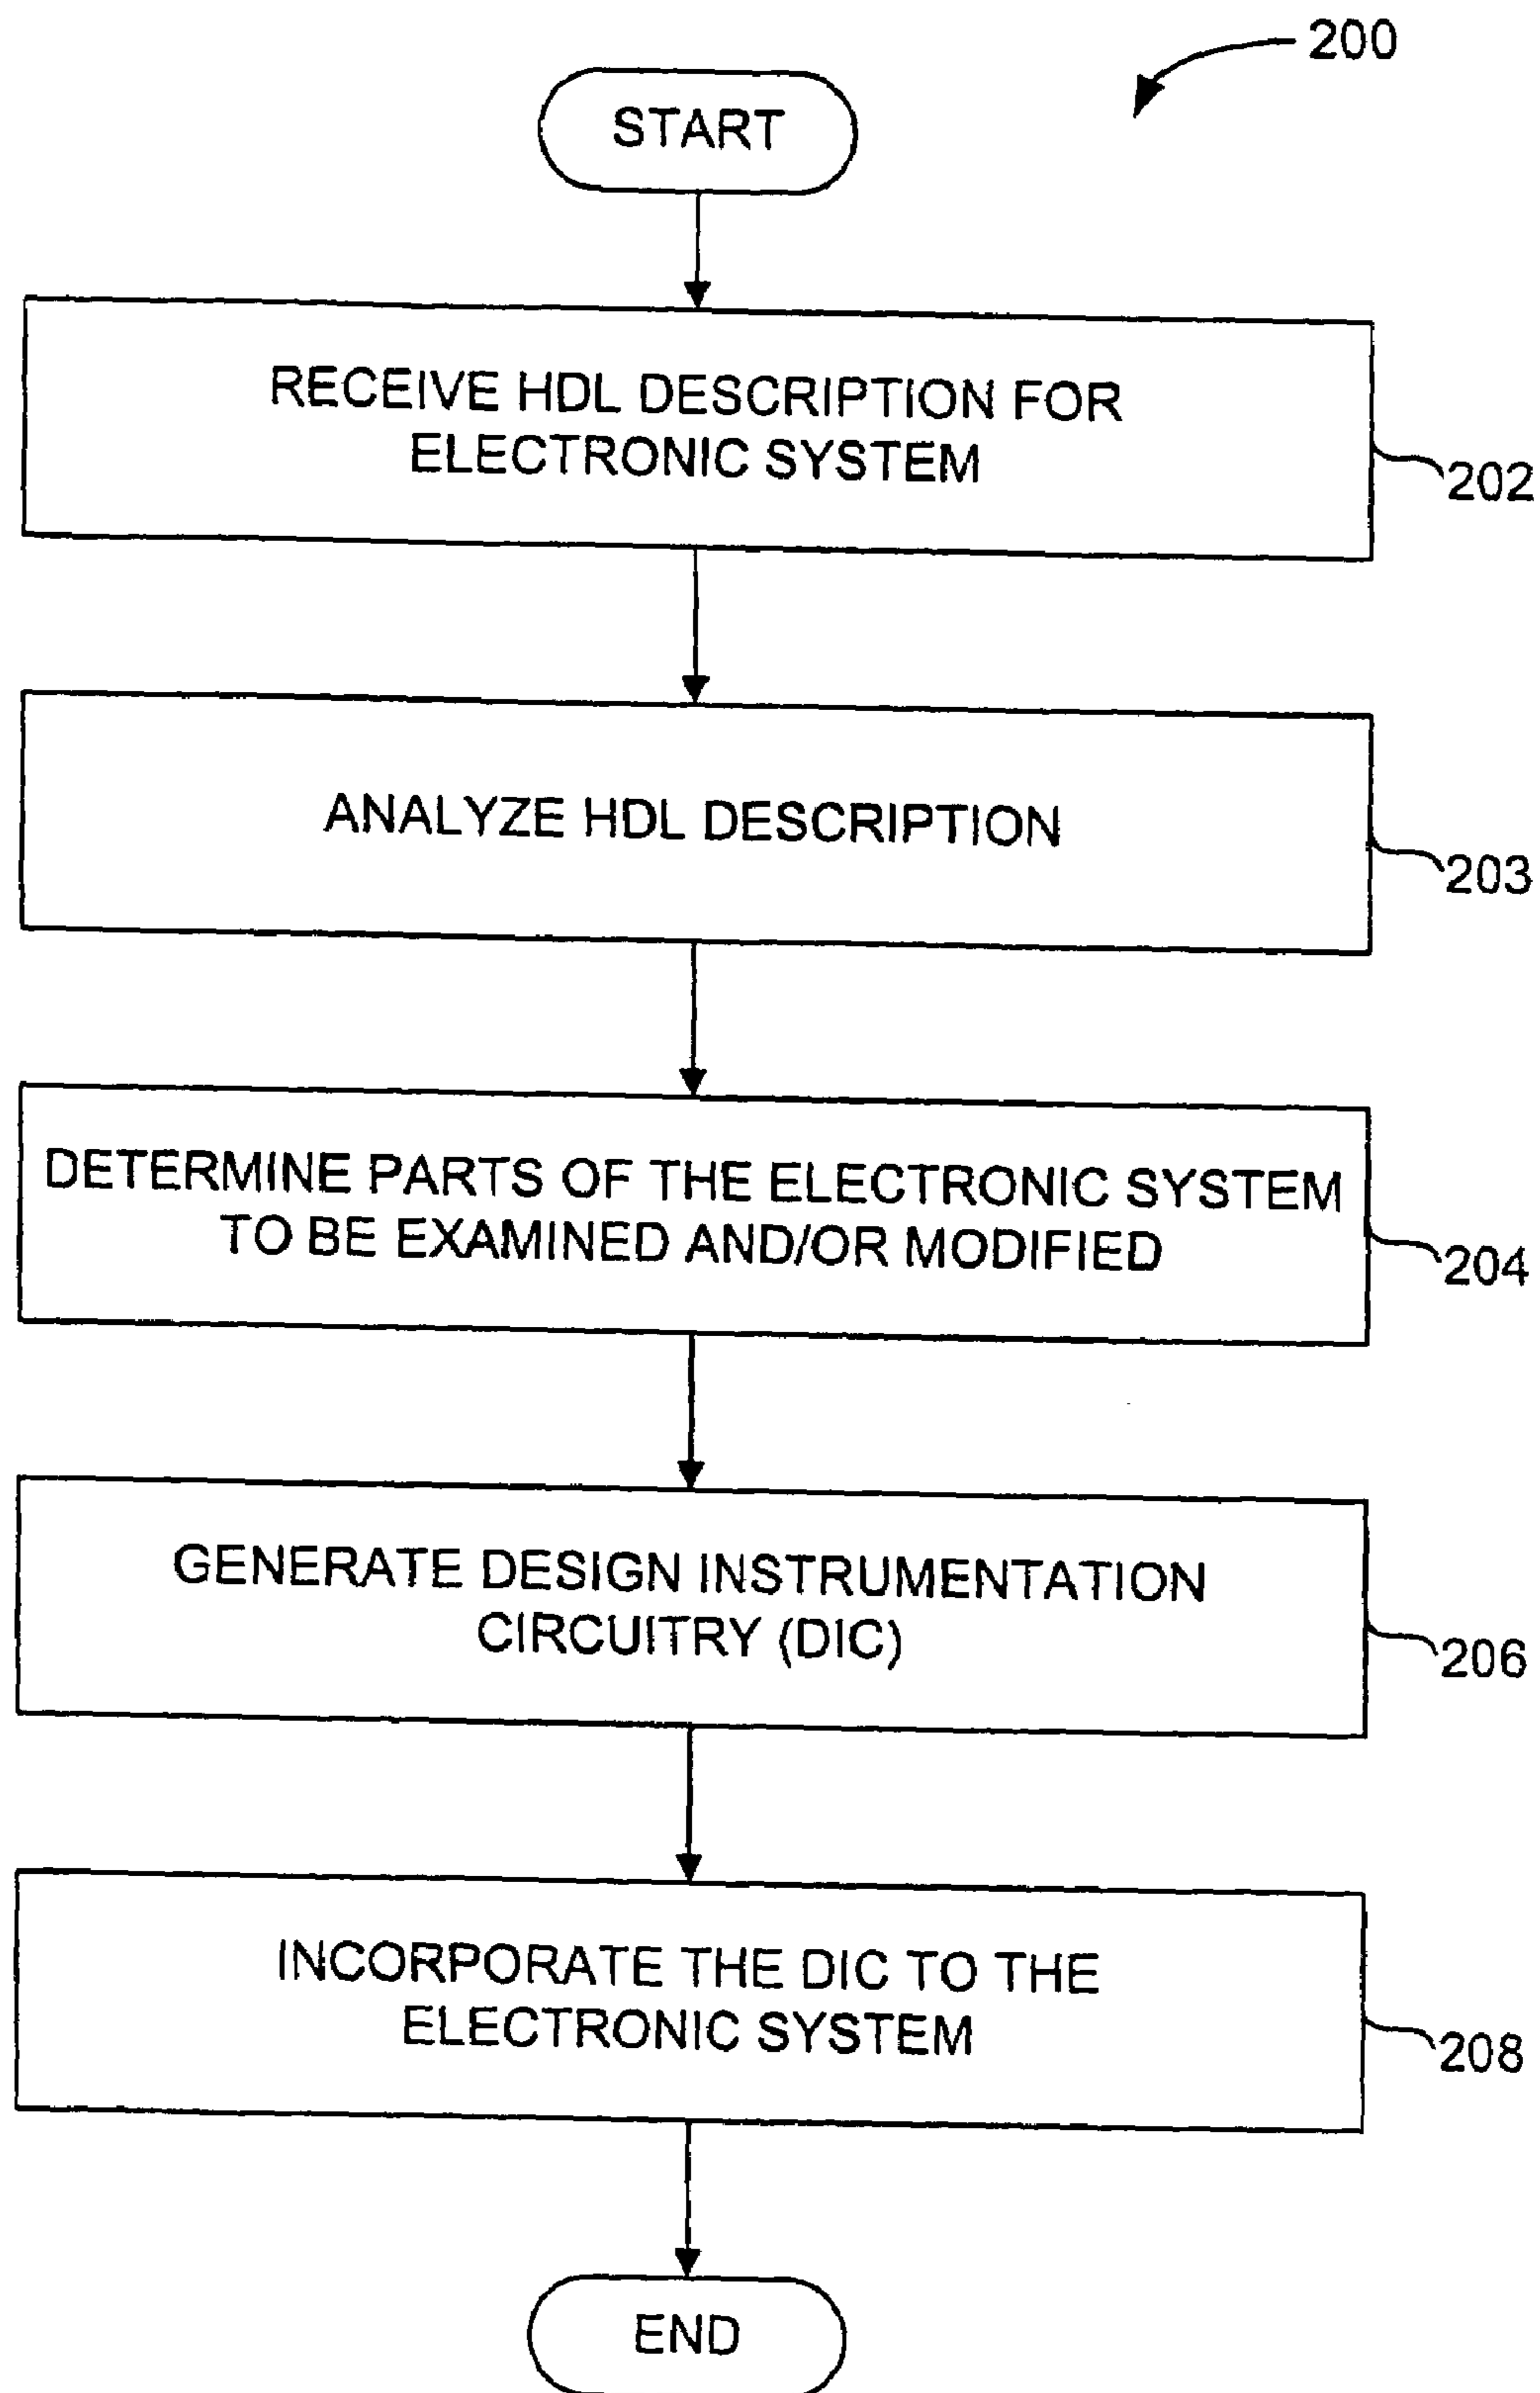 200
START
RECEIVE HDL DESCRIPTION FOR
ELECTRONIC SYSTEM
202
ANALYZE HDL DESCRIPTION
203
DETERMINE PARTS OF THE ELECTRONIC SYSTEM
TO BE EXAMINED AND/OR MODIFIED
204
GENERATE DESIGN INSTRUMENTATION
CIRCUITRY (DIC)
206
INCORPORATE THE DIC TO THE
ELECTRONIC SYSTEM
208
END